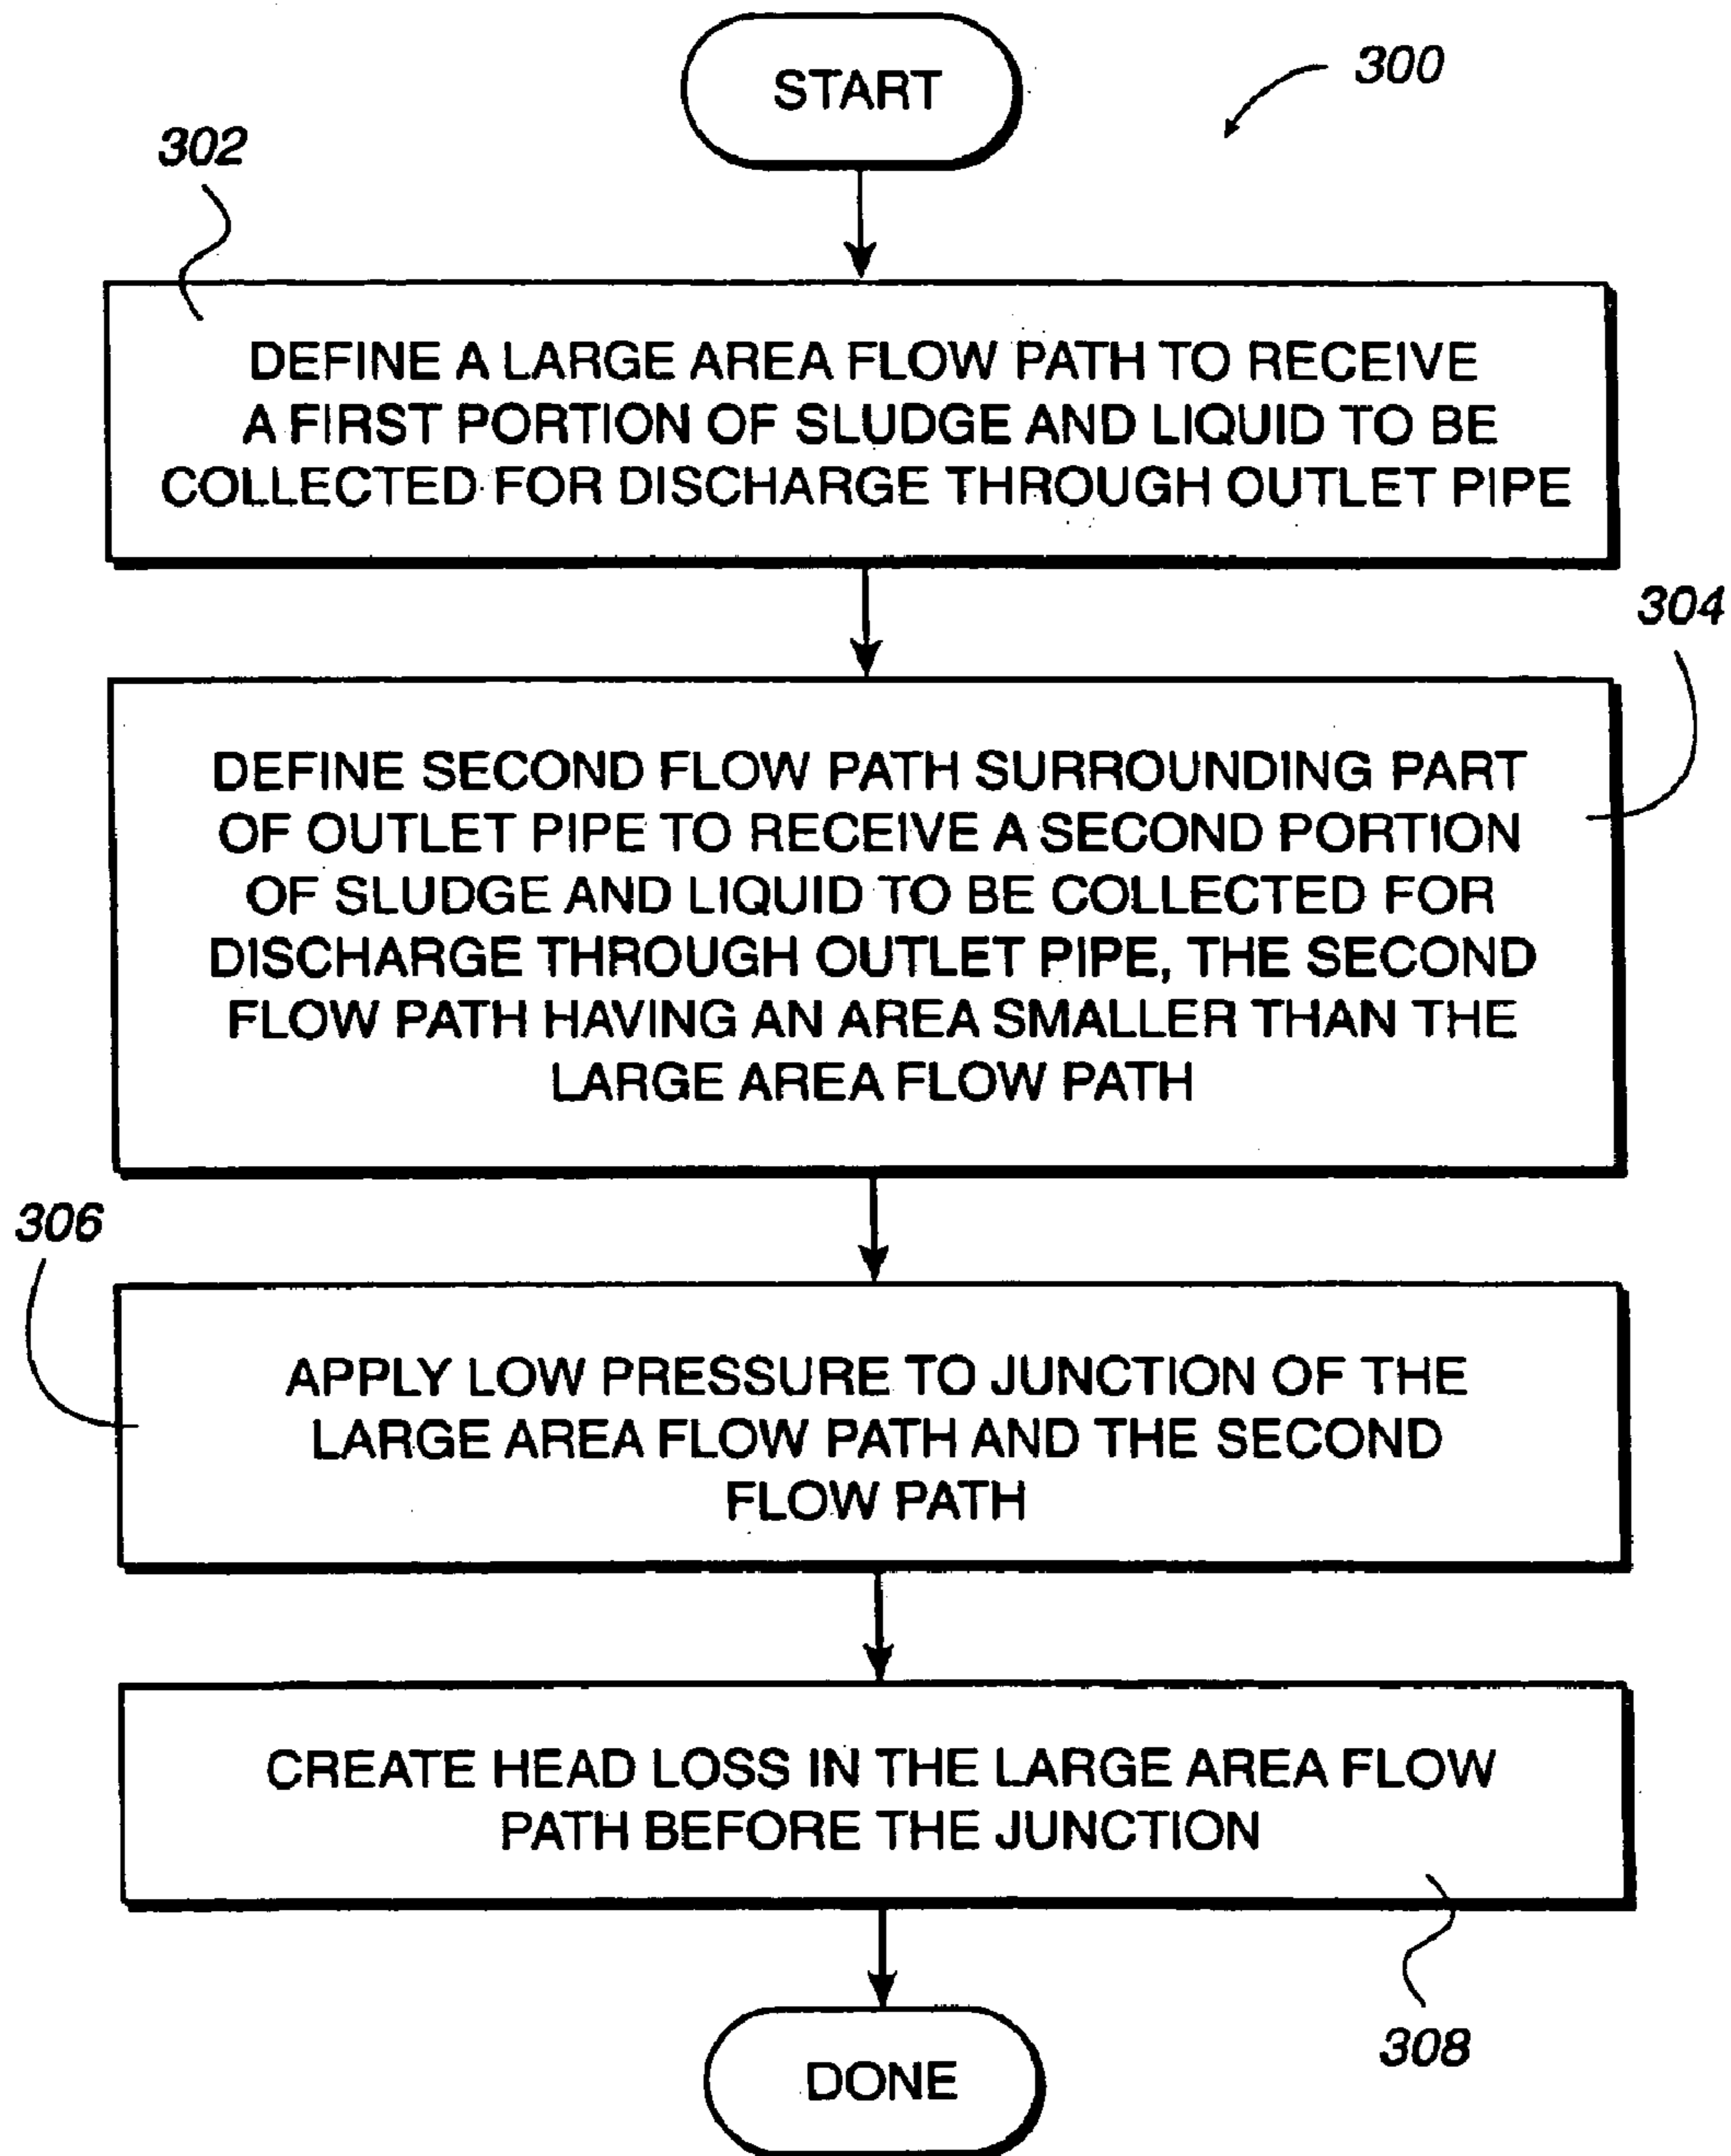 START
300
302
DEFINE A LARGE AREA FLOW PATH TO RECEIVE
A FIRST PORTION OF SLUDGE AND LIQUID TO BE
COLLECTED FOR DISCHARGE THROUGH OUTLET PIPE
304
DEFINE SECOND FLOW PATH SURROUNDING PART
OF OUTLET PIPE TO RECEIVE A SECOND PORTION
OF SLUDGE AND LIQUID TO BE COLLECTED FOR
DISCHARGE THROUGH OUTLET PIPE, THE SECOND
FLOW PATH HAVING AN AREA SMALLER THAN THE
LARGE AREA FLOW PATH
306
APPLY LOW PRESSURE TO JUNCTION OF THE
LARGE AREA FLOW PATH AND THE SECOND
FLOW PATH
CREATE HEAD LOSS IN THE LARGE AREA FLOW
PATH BEFORE THE JUNCTION
308
DONE